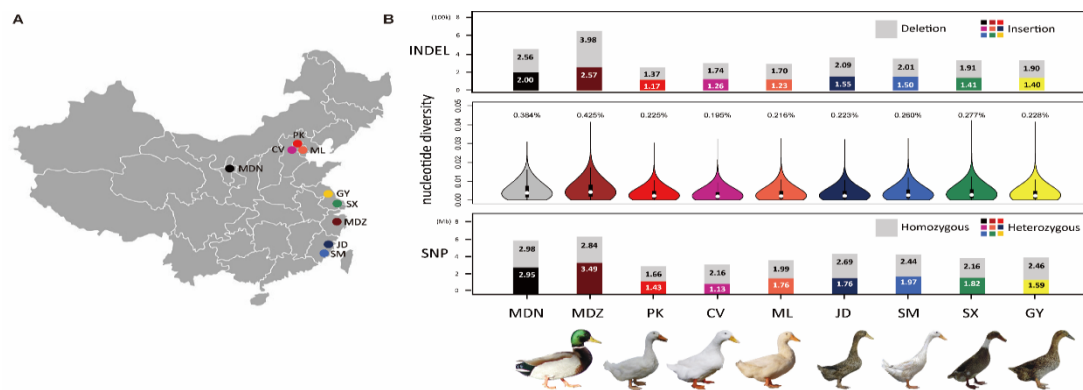 A
PK
CV
ML
MDN
GY
SX
MDZ
JD
SM
B
(100k)
8
6
4
2
0
INDEL
Deletion
Insertion
2.56 3.98 1.37 1.74 1.70 2.09 2.01 1.91 1.90
2.00 2.57 1.17 1.26 1.23 1.55 1.50 1.41 1.40
nucleotide diversity
0.05
0.04
0.03
0.02
0.01
0.00
0.384% 0.425% 0.225% 0.195% 0.216% 0.223% 0.260% 0.277% 0.228%
(Mb)
8
6
4
2
0
SNP
Homozygous
Heterozygous
2.98 2.84 1.66 2.16 1.99 2.69 2.44 2.16 2.46
2.95 3.49 1.43 1.13 1.76 1.76 1.97 1.82 1.59
MDN MDZ PK CV ML JD SM SX GY